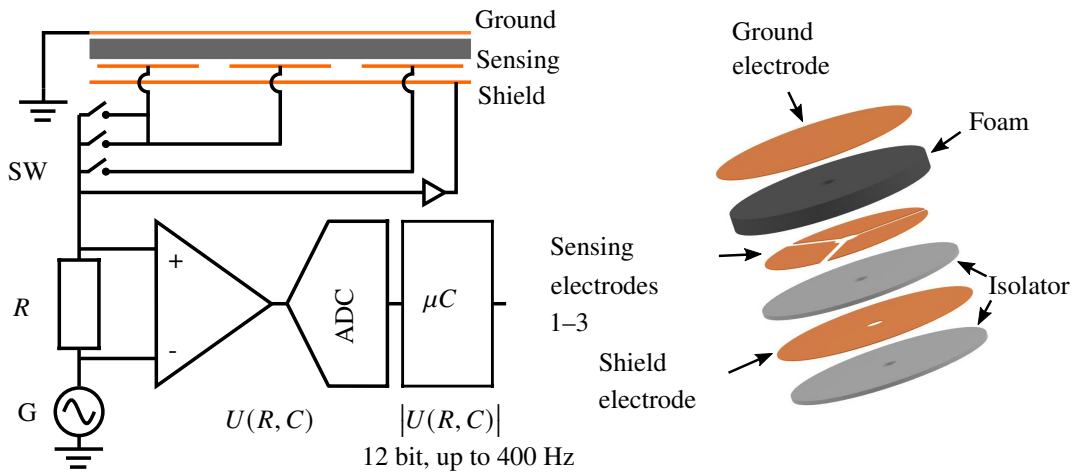 Ground
Sensing
Shield
SW
+
-
R
G
ADC
μC
U(R, C)
|U(R, C)|
12 bit, up to 400 Hz
Ground
electrode
Foam
Sensing
electrodes
1–3
Isolator
Shield
electrode